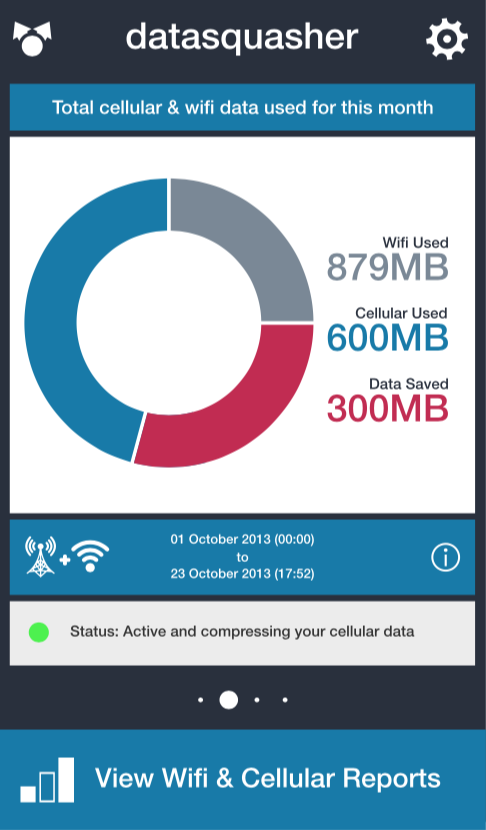 datasquasher
Total cellular & wifi data used for this month
Wifi Used
879MB
Cellular Used
600MB
Data Saved
300MB
01 October 2013 (00:00)
to
23 October 2013 (17:52)
Status: Active and compressing your cellular data
View Wifi & Cellular Reports